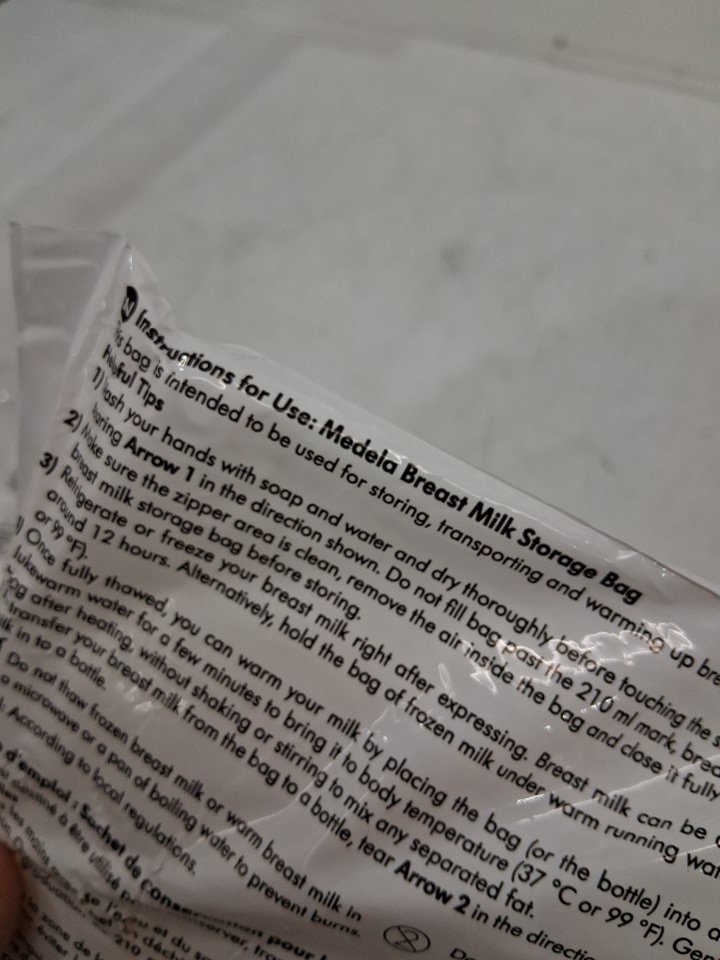 Instructions for Use: Medela Breast Milk Storage Bag
is bag is intended to be used for storing, transporting and warming up bre
Helpful Tips
1) Wash your hands with soap and water and dry thoroughly before touching the s
aring Arrow 1 in the direction shown. Do not fill bag past the 210 ml mark, brea
2) Make sure the zipper area is clean, remove the air inside the bag and close it fully
breast milk storage bag before storing.
3) Refrigerate or freeze your breast milk right after expressing. Breast milk can be
around 12 hours. Alternatively, hold the bag of frozen milk under warm running wat
or 99 °F).
) Once fully thawed, you can warm your milk by placing the bag (or the bottle) into a
lukewarm water for a few minutes to bring it to body temperature (37 °C or 99 °F). Gen
ag after heating, without shaking or stirring to mix any separated fat.
transfer your breast milk from the bag to a bottle, tear Arrow 2 in the directio
lk in to a bottle.
Do not thaw frozen breast milk or warm breast milk in
a microwave or a pan of boiling water to prevent burns.
According to local regulations.
d'emploi : Sachet de conservation pour l